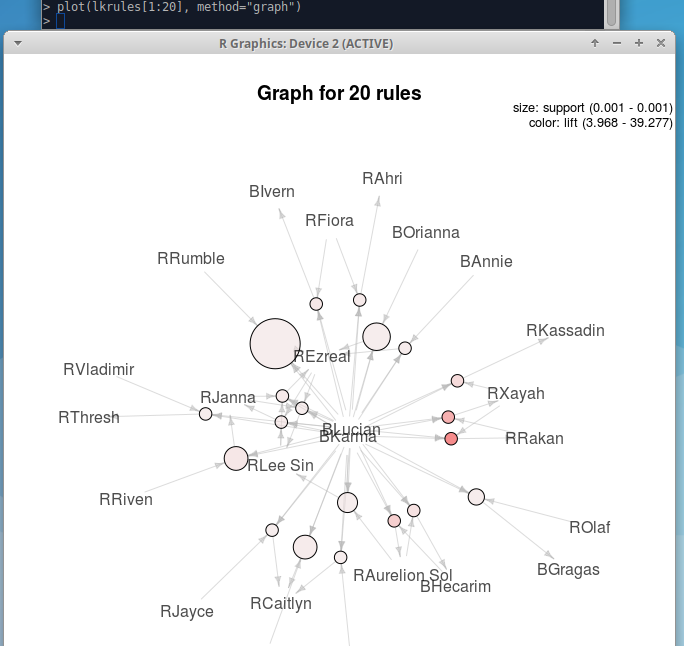 > plot(lkrules[1:20], method="graph")
>
R Graphics: Device 2 (ACTIVE)
Graph for 20 rules
size: support (0.001 - 0.001)
color: lift (3.968 - 39.277)
RAhri
BIvern
RFiora
BOrianna
RRumble
BAnnie
RKassadin
REzreal
RVladimir
RXayah
RJanna
RThresh
BLucian
BKarma
RRakan
RLee Sin
RRiven
ROlaf
BGragas
RAurelion Sol
BHecarim
RCaitlyn
RJayce